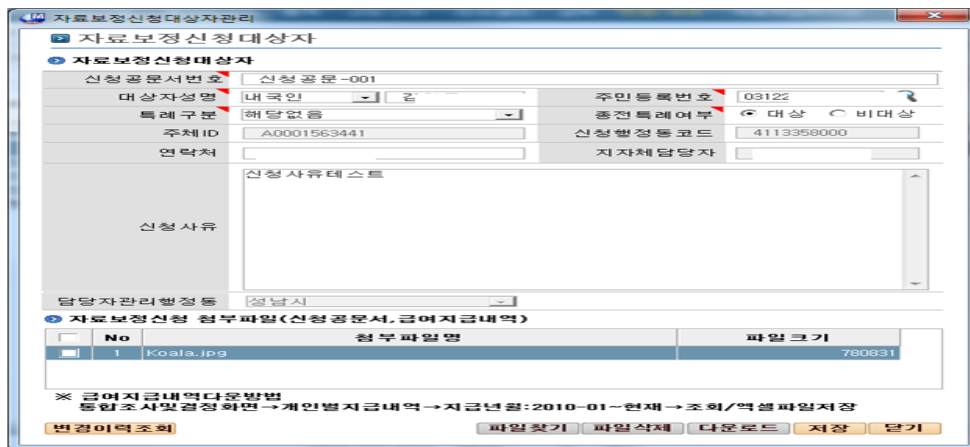 자료보정신청대상자관리
자료보정신청대상자
자료보정신청대상자
신청공문서번호 신청공문-001
대상자성명 내국인 주민등록번호 03122
특례구분 해당없음 종전특례여부 대상 비대상
주체ID A0001563441 신청행정동코드 4113358000
연락처 지자체담당자
신청사유 신청사유테스트
담당자관리행정동 성남시
자료보정신청 첨부파일(신청공문서,급여지급내역)
No 첨부파일명 파일크기
1 Koala.jpg 780831
※ 급여지급내역다운방법
통합조사및결정화면→개인별지급내역→지급년월:2010-01~현재→조회/엑셀파일저장
변경이력조회 파일찾기 파일삭제 다운로드 저장 닫기